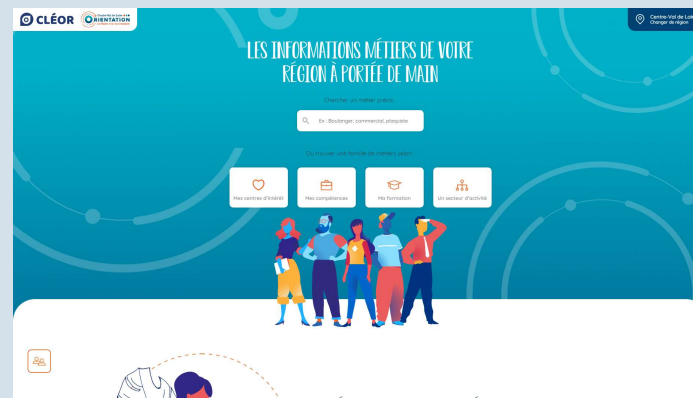 CLÉOR
ORIENTATION
Centre-Val de Loire
Changer de région
LES INFORMATIONS MÉTIERS DE VOTRE
RÉGION À PORTÉE DE MAIN
Chercher un métier précis
Ex : Boulanger, commercial, plaquiste
Ou trouver une famille de métiers selon
Mes centres d'intérêt
Mes compétences
Ma formation
Un secteur d'activité